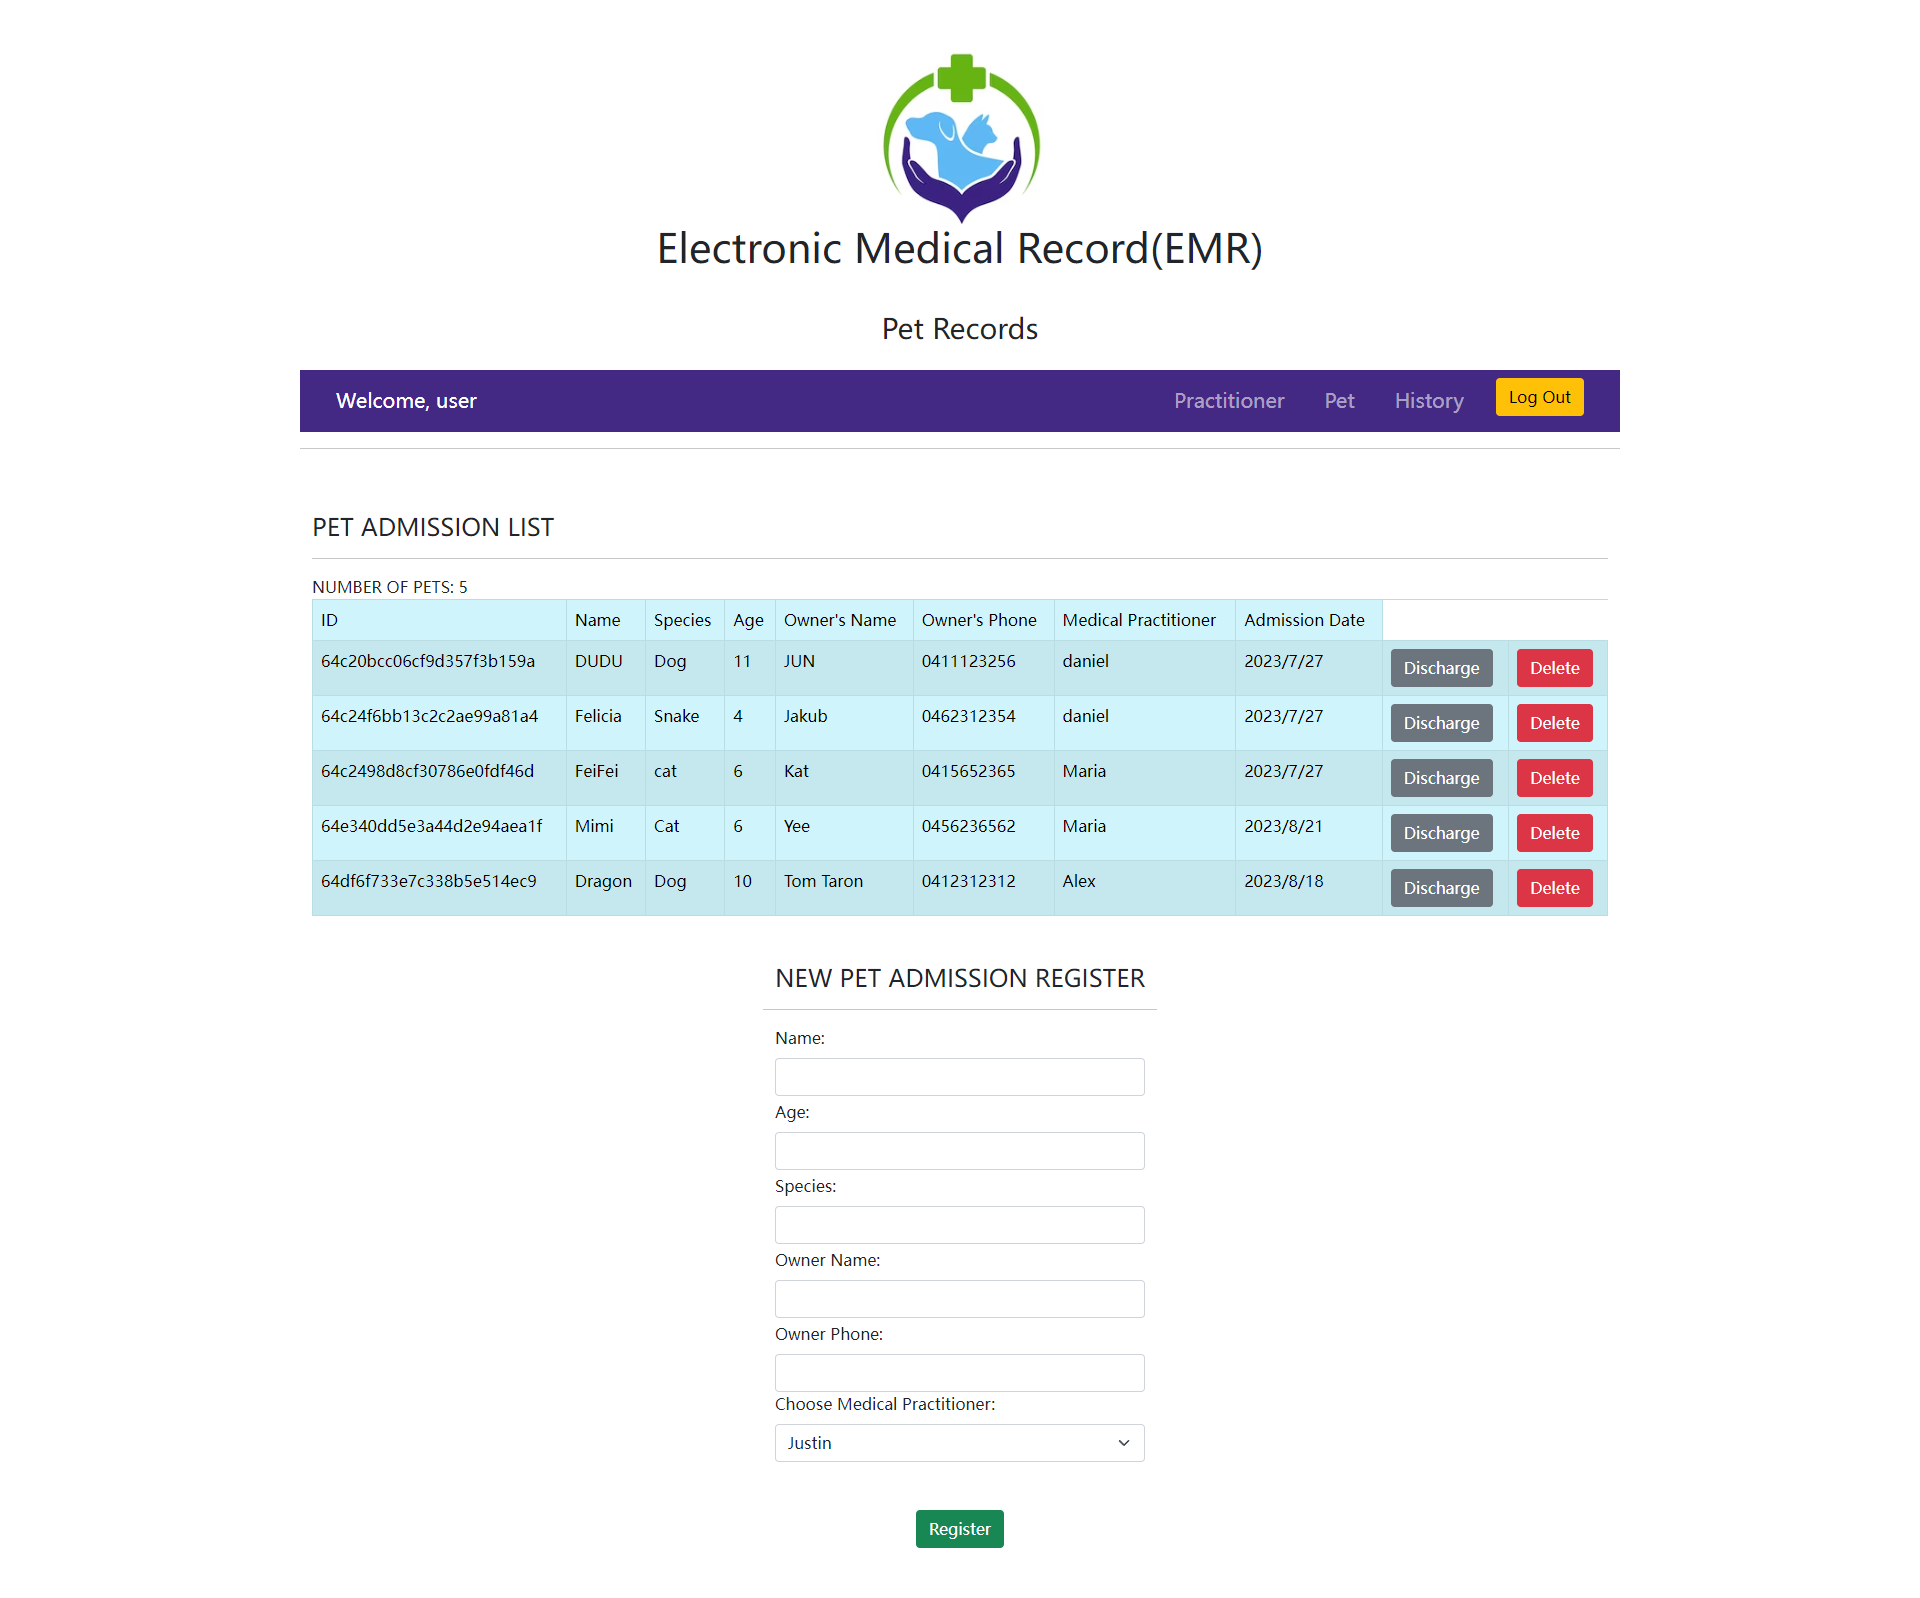 Electronic Medical Record(EMR)
Pet Records
Welcome, user Practitioner Pet History Log Out
PET ADMISSION LIST
NUMBER OF PETS: 5
ID Name Species Age Owner's Name Owner's Phone Medical Practitioner Admission Date
64c20bcc06cf9d357f3b159a DUDU Dog 11 JUN 0411123256 daniel 2023/7/27 Discharge Delete
64c24f6bb13c2c2ae99a81a4 Felicia Snake 4 Jakub 0462312354 daniel 2023/7/27 Discharge Delete
64c2498d8cf30786e0fdf46d FeiFei cat 6 Kat 0415652365 Maria 2023/7/27 Discharge Delete
64e340dd5e3a44d2e94aea1f Mimi Cat 6 Yee 0456236562 Maria 2023/8/21 Discharge Delete
64df6f733e7c338b5e514ec9 Dragon Dog 10 Tom Taron 0412312312 Alex 2023/8/18 Discharge Delete
NEW PET ADMISSION REGISTER
Name:
Age:
Species:
Owner Name:
Owner Phone:
Choose Medical Practitioner:
Justin
Register